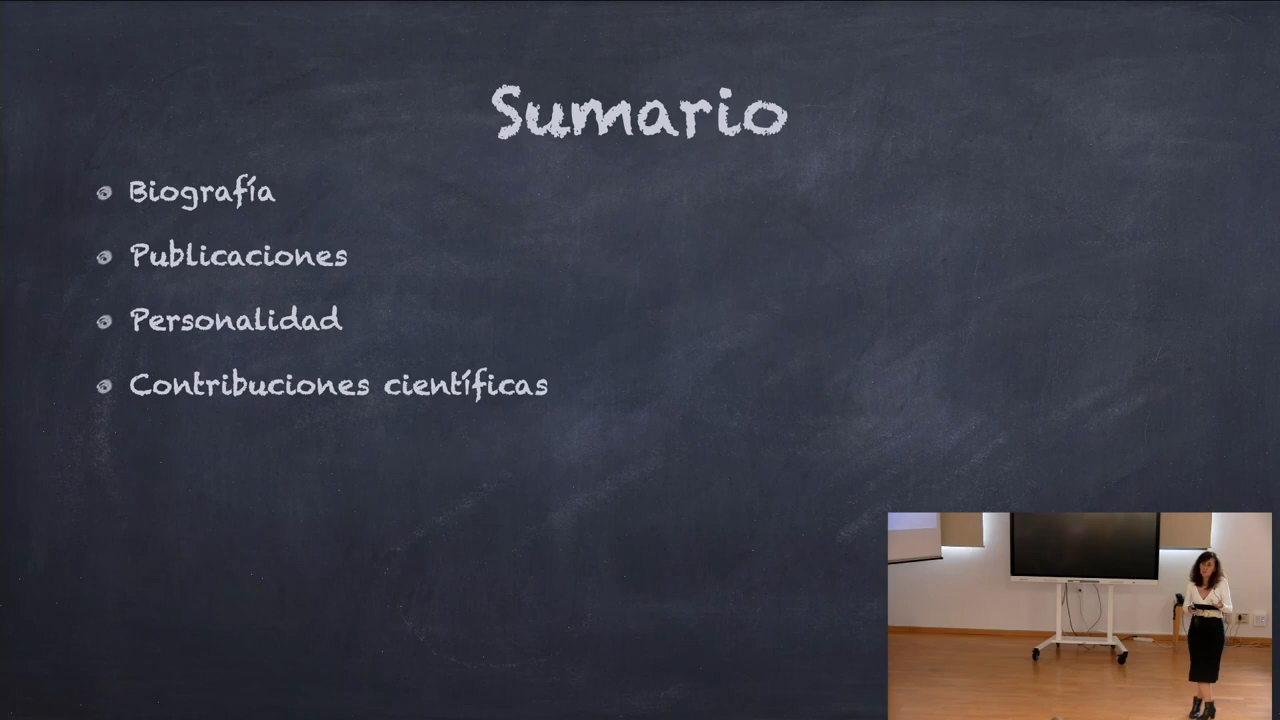 Sumario
Biografía
Publicaciones
Personalidad
Contribuciones científicas